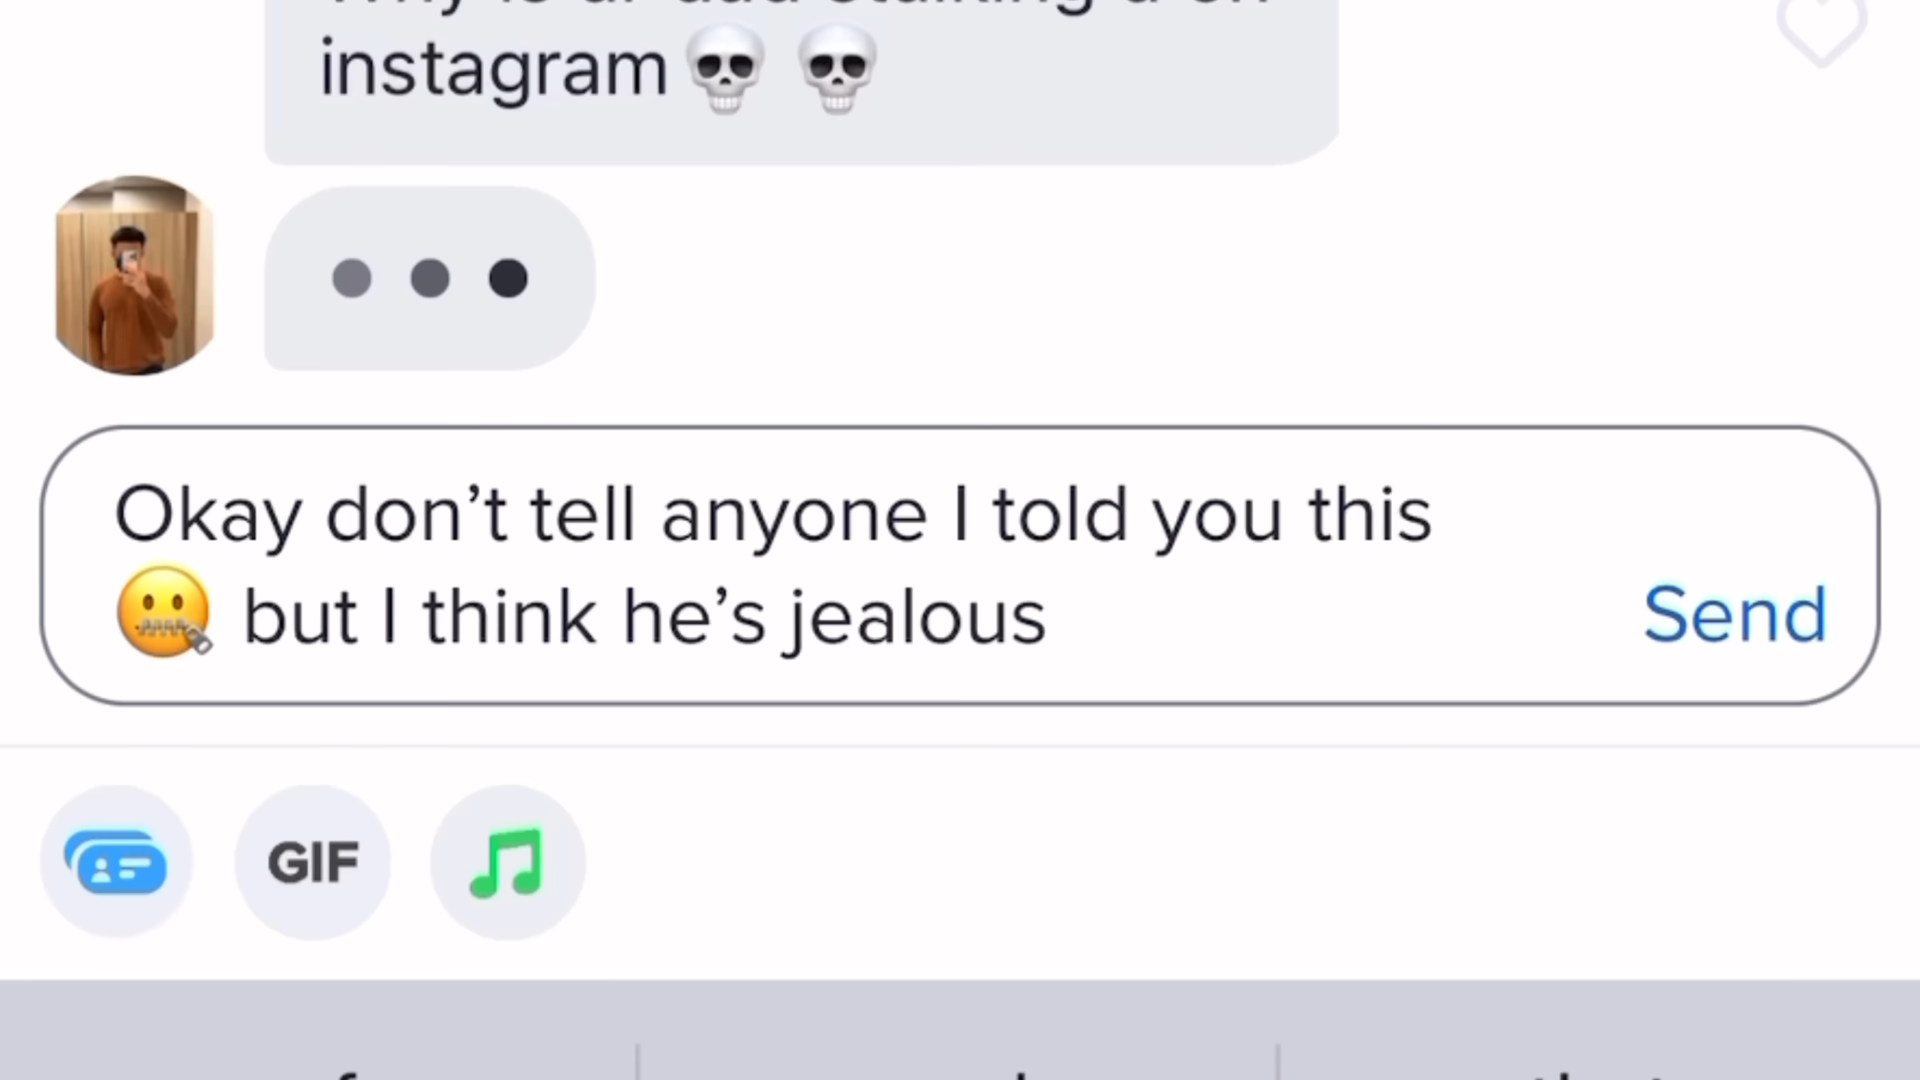 instagram💀 💀
Okay don’t tell anyone I told you this
🤐 but I think he’s jealous
Send
GIF